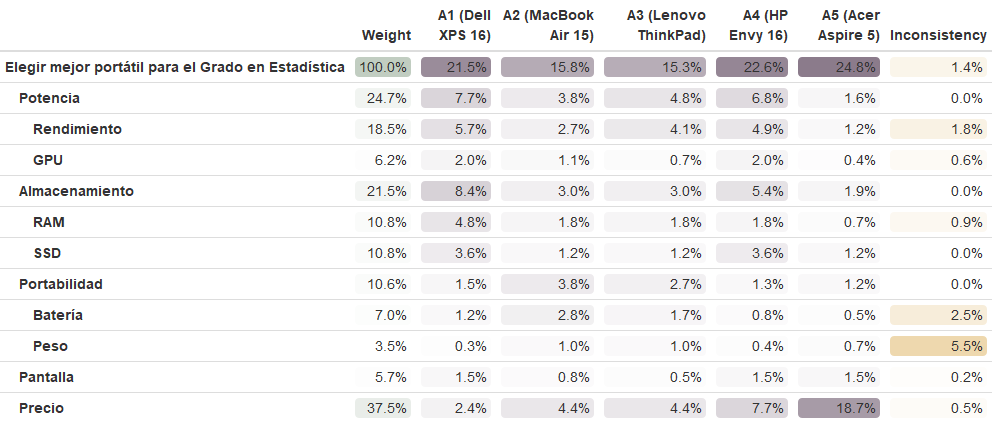 Weight A1 (Dell XPS 16) A2 (MacBook Air 15) A3 (Lenovo ThinkPad) A4 (HP Envy 16) A5 (Acer Aspire 5) Inconsistency
Elegir mejor portátil para el Grado en Estadística 100.0% 21.5% 15.8% 15.3% 22.6% 24.8% 1.4%
Potencia 24.7% 7.7% 3.8% 4.8% 6.8% 1.6% 0.0%
Rendimiento 18.5% 5.7% 2.7% 4.1% 4.9% 1.2% 1.8%
GPU 6.2% 2.0% 1.1% 0.7% 2.0% 0.4% 0.6%
Almacenamiento 21.5% 8.4% 3.0% 3.0% 5.4% 1.9% 0.0%
RAM 10.8% 4.8% 1.8% 1.8% 1.8% 0.7% 0.9%
SSD 10.8% 3.6% 1.2% 1.2% 3.6% 1.2% 0.0%
Portabilidad 10.6% 1.5% 3.8% 2.7% 1.3% 1.2% 0.0%
Batería 7.0% 1.2% 2.8% 1.7% 0.8% 0.5% 2.5%
Peso 3.5% 0.3% 1.0% 1.0% 0.4% 0.7% 5.5%
Pantalla 5.7% 1.5% 0.8% 0.5% 1.5% 1.5% 0.2%
Precio 37.5% 2.4% 4.4% 4.4% 7.7% 18.7% 0.5%